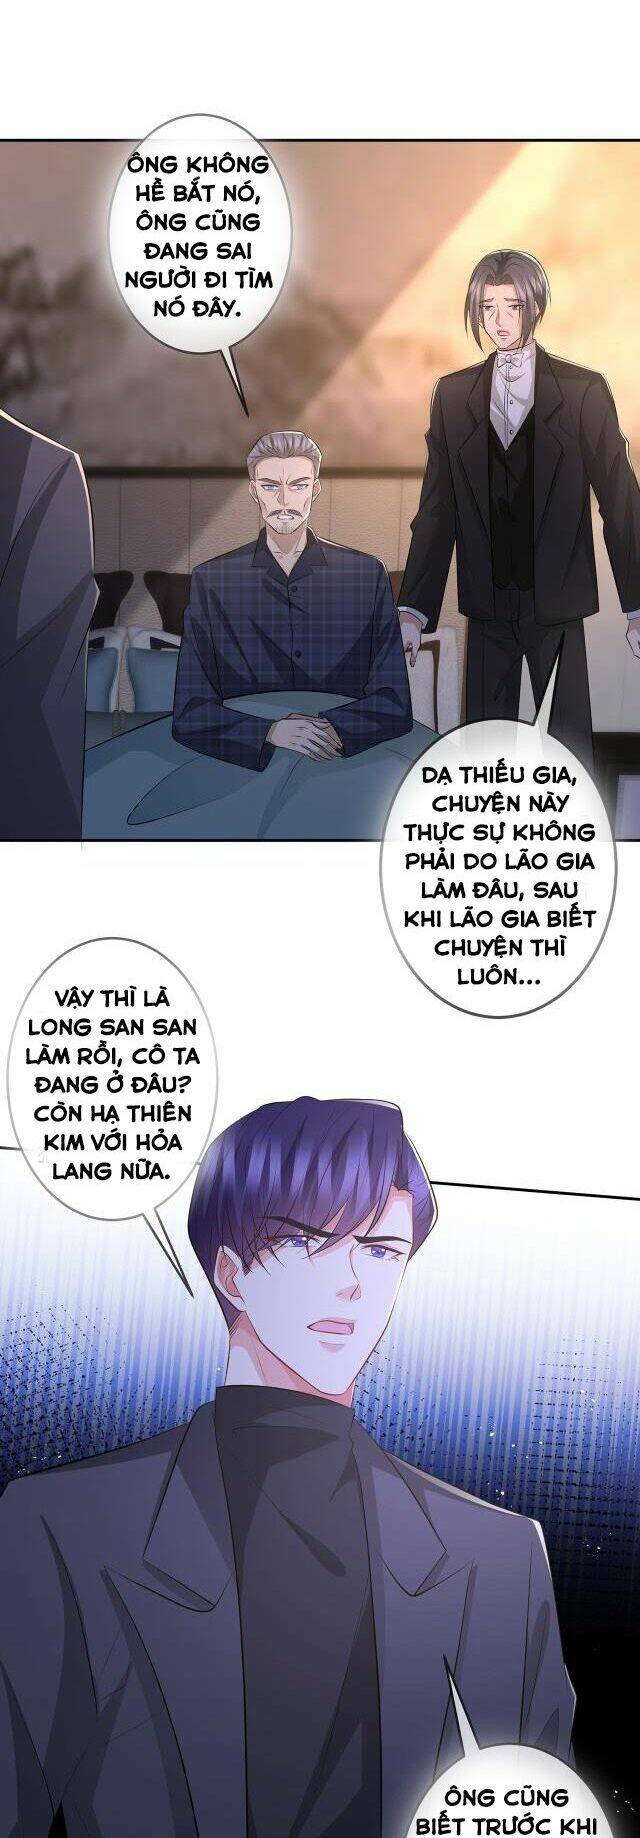 ÔNG KHÔNG
HỀ BẮT NÓ,
ÔNG CŨNG
ĐANG SAI
NGƯỜI ĐI TÌM
NÓ ĐÂY.
DẠ THIẾU GIA,
CHUYỆN NÀY
THỰC SỰ KHÔNG
PHẢI DO LÃO GIA
LÀM ĐÂU, SAU
KHI LÃO GIA BIẾT
CHUYỆN THÌ
LUÔN...
VẬY THÌ LÀ
LONG SAN SAN
LÀM RỒI, CÔ TA
ĐANG Ở ĐÂU?
CÒN HẠ THIÊN
KIM VỚI HỎA
LANG NỮA.
ÔNG CŨNG
BIẾT TRƯỚC KHI